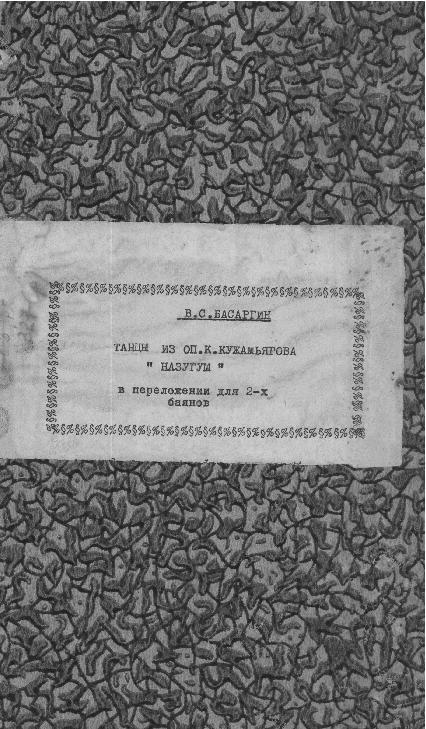 В.С.БАСАРГИН
ТАНЦЫ ИЗ ОП.К.КУЖАМЬЯРОВА
" НАЗУГУМ "
в переложении для 2-х
баянов